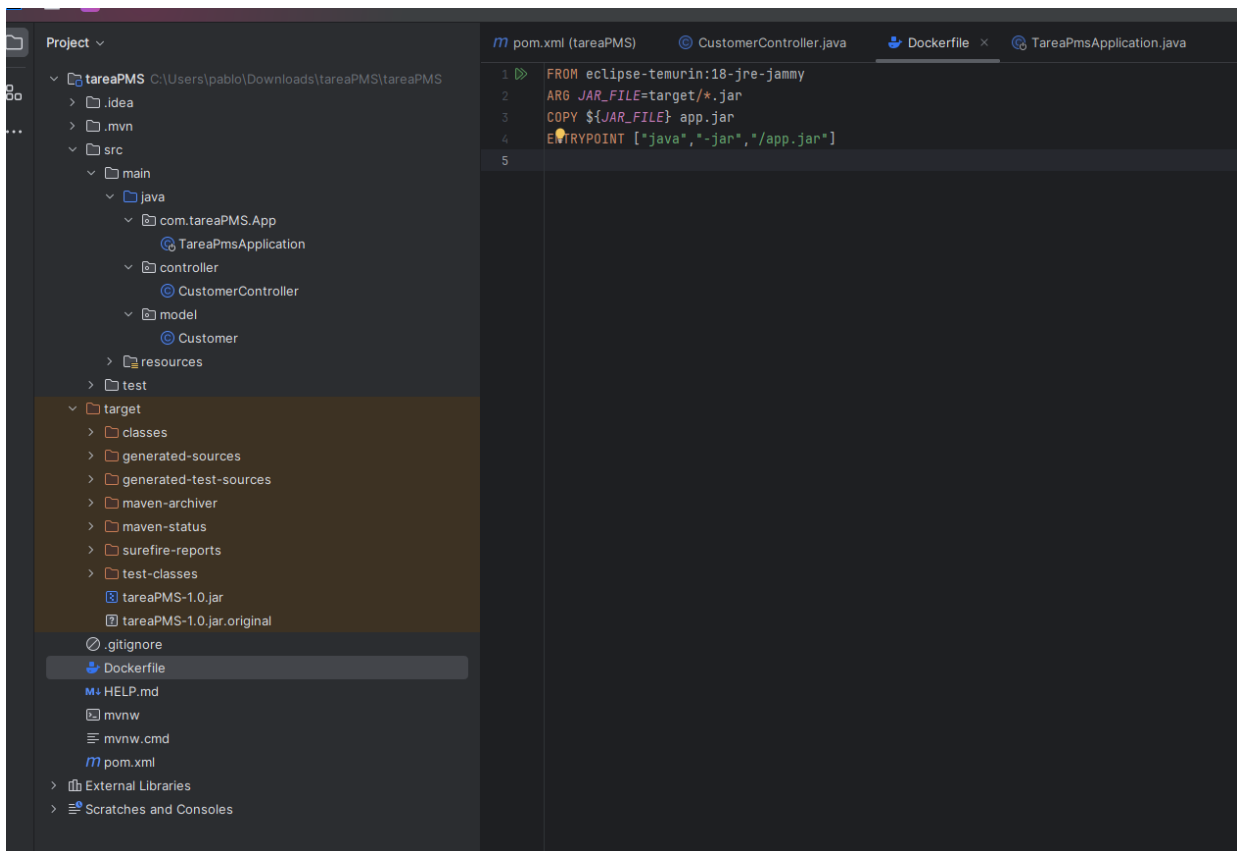 Project
pom.xml (tareaPMS)
CustomerController.java
Dockerfile
TareaPmsApplication.java
tareaPMS C:\Users\pablo\Downloads\tareaPMS\tareaPMS
.idea
.mvn
src
main
java
com.tareaPMS.App
TareaPmsApplication
controller
CustomerController
model
Customer
resources
test
target
classes
generated-sources
generated-test-sources
maven-archiver
maven-status
surefire-reports
test-classes
tareaPMS-1.0.jar
tareaPMS-1.0.jar.original
.gitignore
Dockerfile
HELP.md
mvnw
mvnw.cmd
pom.xml
External Libraries
Scratches and Consoles
1 FROM eclipse-temurin:18-jre-jammy
2 ARG JAR_FILE=target/*.jar
3 COPY ${JAR_FILE} app.jar
4 ENTRYPOINT ["java","-jar","/app.jar"]
5